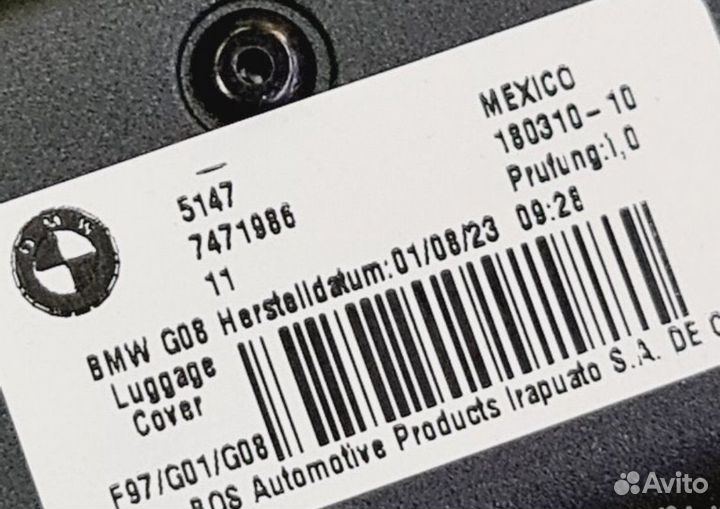 MEXICO
180310-10
Prufung:1,0
5147
7471986
11
BMW
BMW G08 Herstelldatum:01/08/23 09:28
Luggage
Cover
F97/G01/G08
BOS Automotive Products Irapuato S.A. DE C
Avito